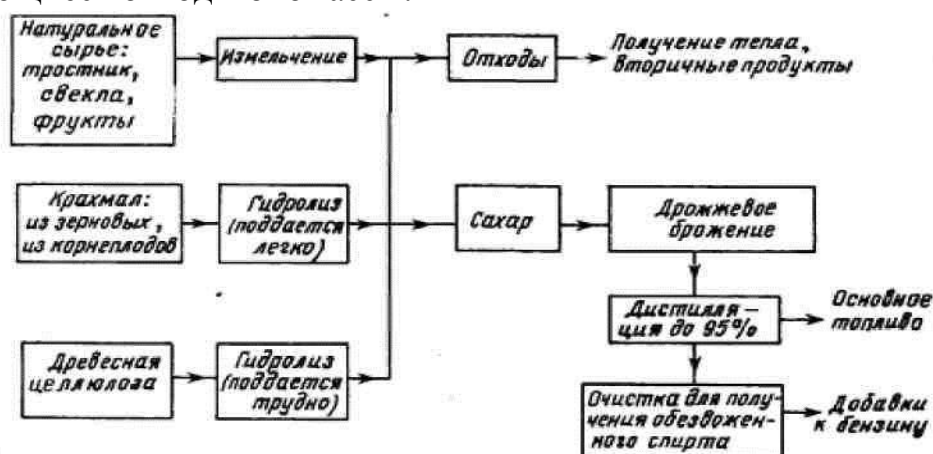 Натуральное
сырье:
тростник,
свекла,
фрукты
Измельчение
Отходы
Получение тепла,
вторичные продукты
Крахмал:
из зерновых,
из корнеплодов
Гидролиз
(поддается
легко)
Сахар
Дрожжевое
брожение
Дистилля-
ция до 95%
Основное
топливо
Древесная
целлюлоза
Гидролиз
(поддается
трудно)
Очистка для полу-
чения обезвожен-
ного спирта
Добавки
к бензину